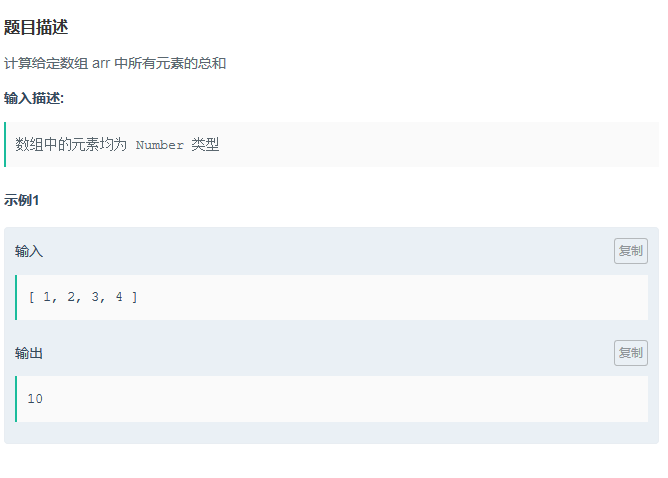 题目描述
计算给定数组 arr 中所有元素的总和
输入描述:
数组中的元素均为 Number 类型
示例1
输入
复制
[ 1, 2, 3, 4 ]
输出
复制
10